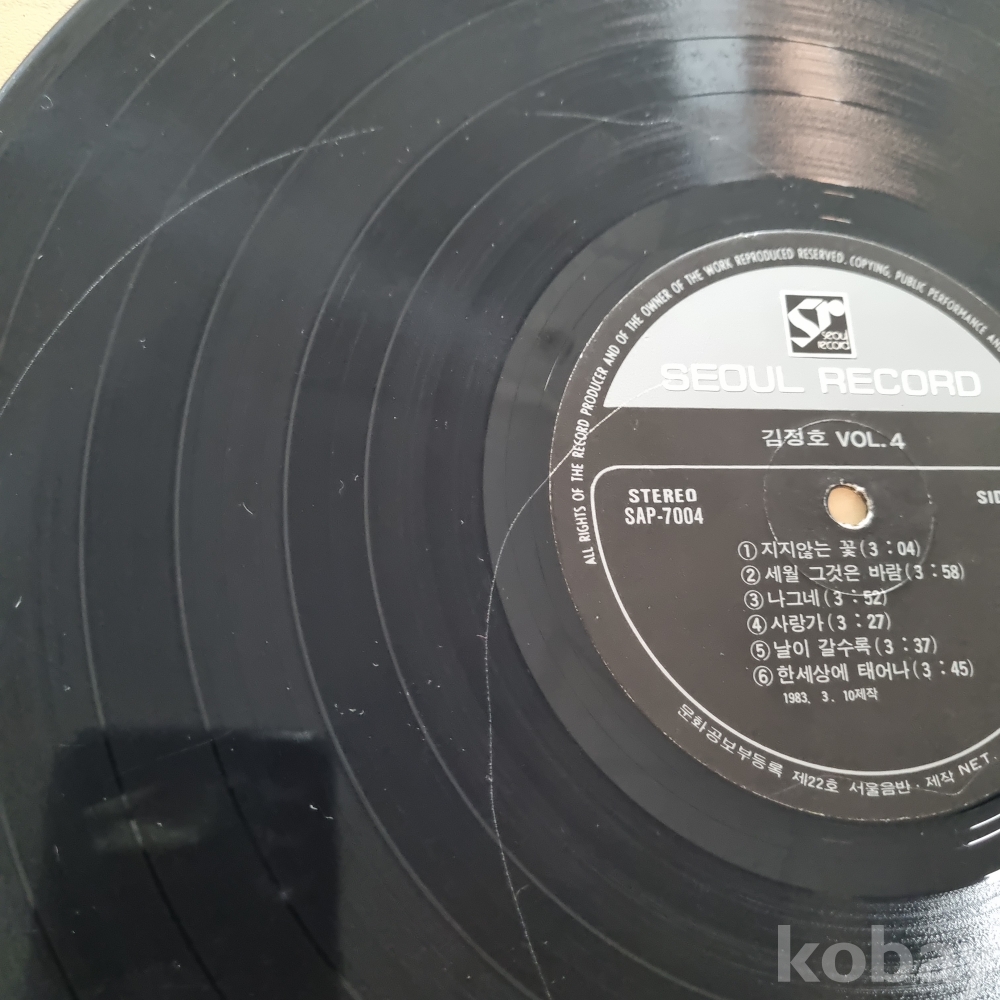 ALL RIGHTS OF THE RECORD PRODUCER AND OF THE OWNER OF THE WORK REPRODUCED RESERVED. COPYING, PUBLIC PERFORMANCE AND
Sr
seoul
record
SEOUL RECORD
김정호 VOL.4
STEREO
SAP-7004
①지지않는 꽃(3:04)
②세월 그것은 바람(3:58)
③나그네(3:52)
④사랑가(3:27)
⑤날이 갈수록(3:37)
⑥한세상에 태어나(3:45)
1983. 3. 10제작
문화공보부등록 제22호 서울음반·제작 NET.
koba